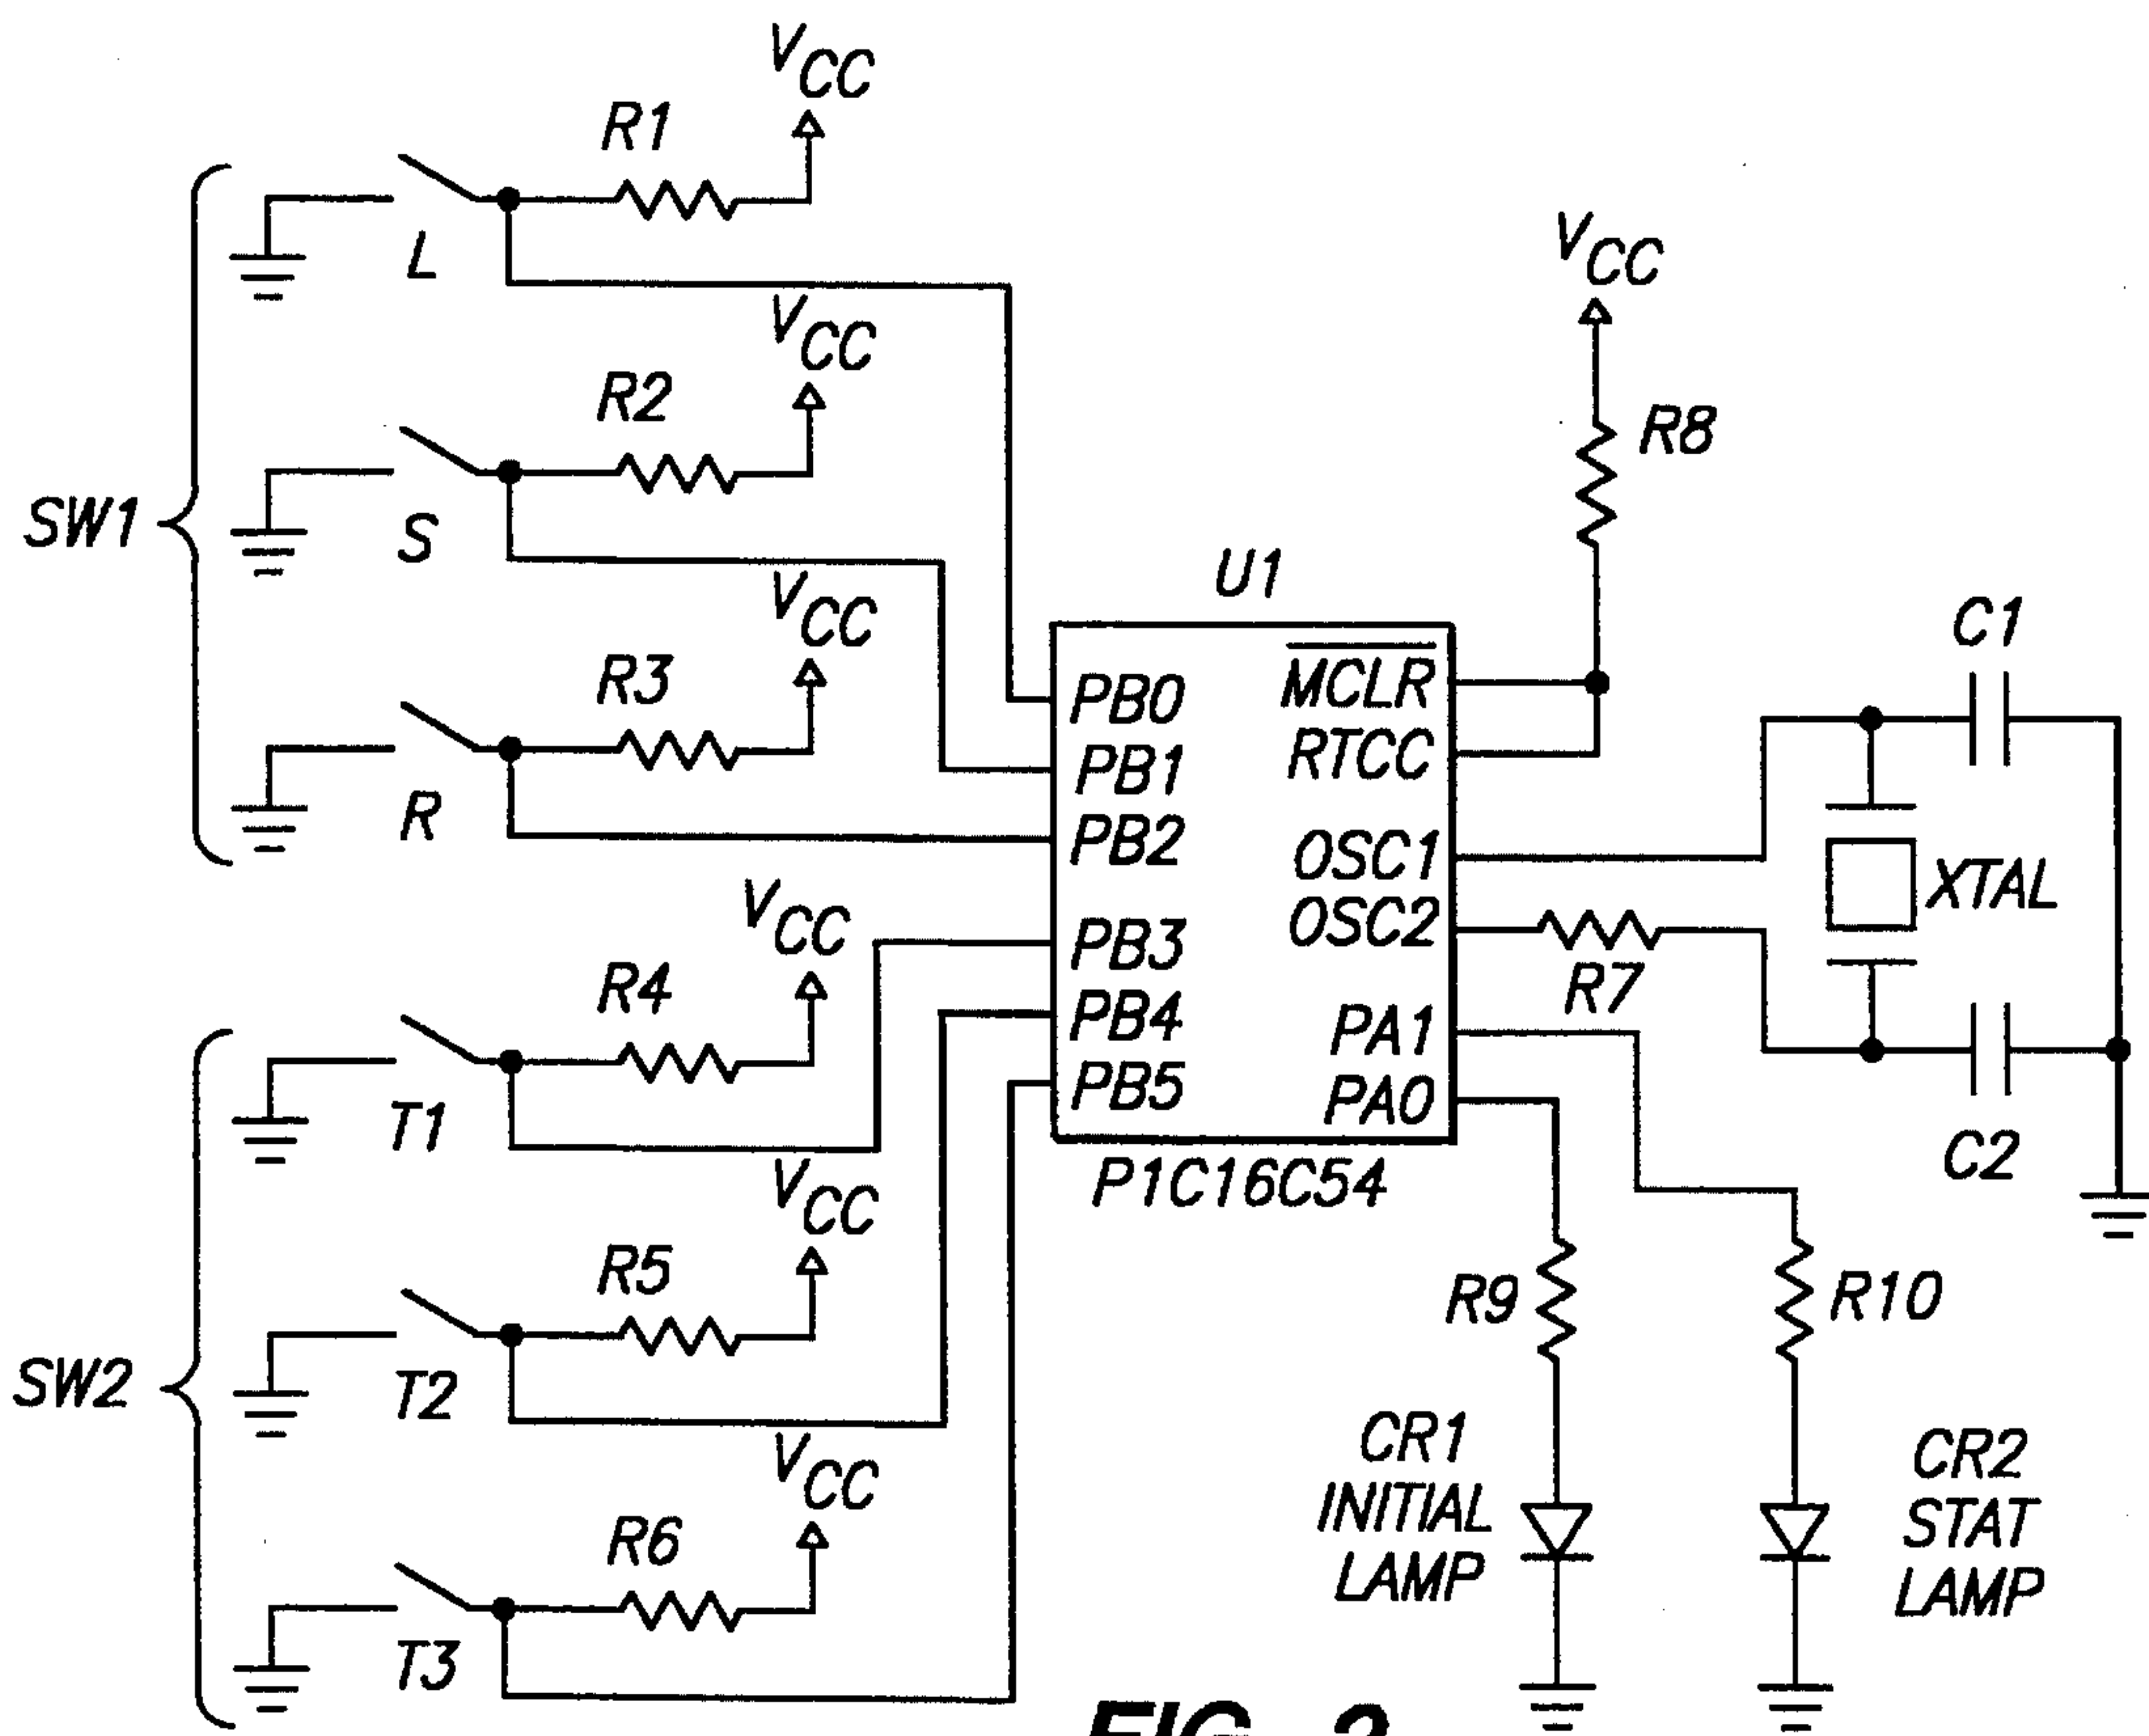 VCC
R1
L
VCC
R2
SW1
S
VCC
R3
R
VCC
R4
T1
VCC
R5
SW2
T2
VCC
R6
T3
VCC
R8
U1
PB0
PB1
PB2
PB3
PB4
PB5
MCLR
RTCC
OSC1
OSC2
PA1
PA0
P1C16C54
C1
XTAL
R7
C2
R9
R10
CR1
INITIAL
LAMP
CR2
STAT
LAMP